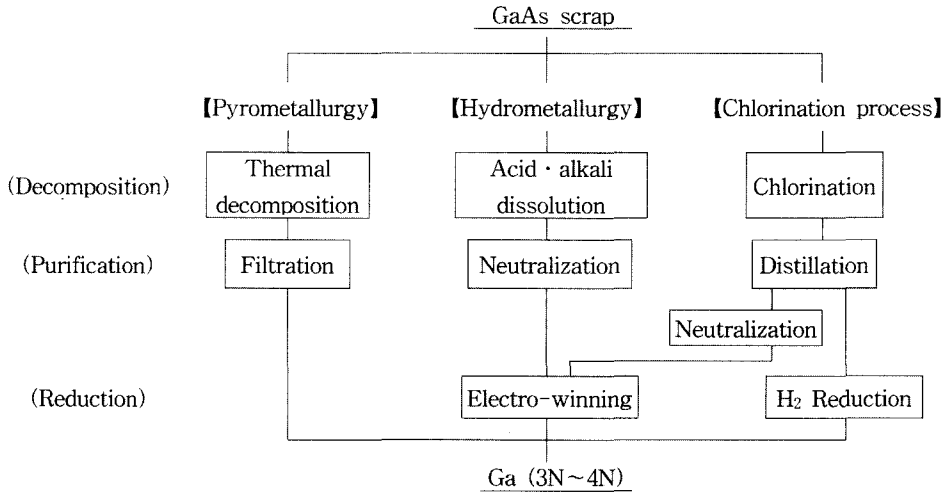 GaAs scrap
【Pyrometallurgy】 【Hydrometallurgy】 【Chlorination process】
(Decomposition)
Thermal
decomposition
Acid · alkali
dissolution
Chlorination
(Purification)
Filtration
Neutralization
Distillation
Neutralization
(Reduction)
Electro-winning
H₂ Reduction
Ga (3N~4N)